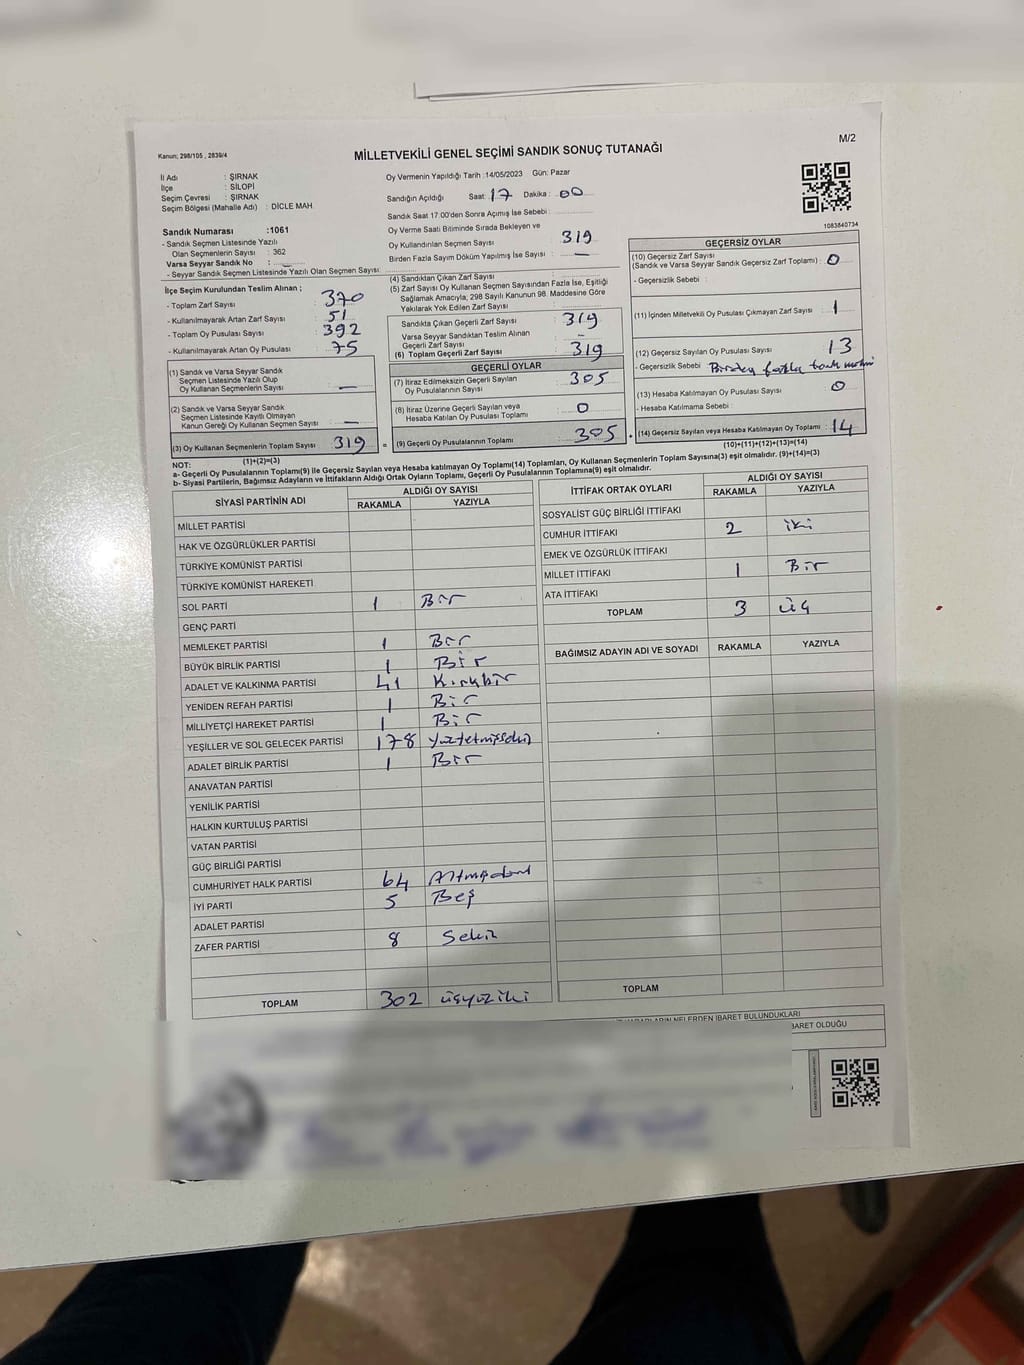 Kanun; 298/105 , 2839/4
M/2
MİLLETVEKİLİ GENEL SEÇİMİ SANDIK SONUÇ TUTANAĞI
İl Adı : ŞIRNAK
İlçe : SİLOPİ
Seçim Çevresi : ŞIRNAK
Seçim Bölgesi (Mahalle Adı) : DİCLE MAH.
Oy Vermenin Yapıldığı Tarih :14/05/2023 Gün: Pazar
Sandığın Açıldığı Saat: 17 Dakika : 00
Sandık Saat 17:00'den Sonra Açımış İse Sebebi :
Oy Verme Saati Bitiminde Sırada Bekleyen ve
Oy Kullandırılan Seçmen Sayısı 319
Birden Fazla Sayım Döküm Yapılmış İse Sayısı : —
1083840734
Sandık Numarası :1061
- Sandık Seçmen Listesinde Yazılı
Olan Seçmenlerin Sayısı : 362
Varsa Seyyar Sandık No :
- Seyyar Sandık Seçmen Listesinde Yazılı Olan Seçmen Sayısı:
İlçe Seçim Kurulundan Teslim Alınan ;
- Toplam Zarf Sayısı 370
- Kullanılmayarak Artan Zarf Sayısı : 51
- Toplam Oy Pusulası Sayısı : 392
- Kullanılmayarak Artan Oy Pusulası : 75
(1) Sandık ve Varsa Seyyar Sandık
Seçmen Listesinde Yazılı Olup
Oy Kullanan Seçmenlerin Sayısı : —
(2) Sandık ve Varsa Seyyar Sandık
Seçmen Listesinde Kayıtlı Olmayan
Kanun Gereği Oy Kullanan Seçmen Sayısı : —
(3) Oy Kullanan Seçmenlerin Toplam Sayısı : 319 =
(1)+(2)=(3)
(4) Sandıktan Çıkan Zarf Sayısı :
(5) Zarf Sayısı Oy Kullanan Seçmen Sayısından Fazla İse, Eşitliği
Sağlamak Amacıyla, 298 Sayılı Kanunun 98. Maddesine Göre
Yakılarak Yok Edilen Zarf Sayısı :
Sandıkta Çıkan Geçerli Zarf Sayısı : 319
Varsa Seyyar Sandıktan Teslim Alınan
Geçerli Zarf Sayısı
(6) Toplam Geçerli Zarf Sayısı : 319
GEÇERLİ OYLAR
(7) İtiraz Edilmeksizin Geçerli Sayılan
Oy Pusulalarının Sayısı : 305
(8) İtiraz Üzerine Geçerli Sayılan veya
Hesaba Katılan Oy Pusulası Toplamı : 0
(9) Geçerli Oy Pusulalarının Toplamı : 305 +
GEÇERSİZ OYLAR
(10) Geçersiz Zarf Sayısı
(Sandık ve Varsa Seyyar Sandık Geçersiz Zarf Toplamı) : 0
- Geçersizlik Sebebi :
(11) İçinden Milletvekili Oy Pusulası Çıkmayan Zarf Sayısı : 1
(12) Geçersiz Sayılan Oy Pusulası Sayısı : 13
- Geçersizlik Sebebi : Birden fazla
(13) Hesaba Katılmayan Oy Pusulası Sayısı : 0
- Hesaba Katılmama Sebebi :
(14) Geçersiz Sayılan veya Hesaba Katılmayan Oy Toplamı : 14
(10)+(11)+(12)+(13)=(14)
NOT:
a- Geçerli Oy Pusulalarının Toplamı(9) ile Geçersiz Sayılan veya Hesaba katılmayan Oy Toplamı(14) Toplamları, Oy Kullanan Seçmenlerin Toplam Sayısına(3) eşit olmalıdır. (9)+(14)=(3)
b- Siyasi Partilerin, Bağımsız Adayların ve İttifakların Aldığı Ortak Oyların Toplamı, Geçerli Oy Pusulalarının Toplamına(9) eşit olmalıdır.
SİYASİ PARTİNİN ADI ALDIĞI OY SAYISI
RAKAMLA YAZIYLA
MİLLET PARTİSİ
HAK VE ÖZGÜRLÜKLER PARTİSİ
TÜRKİYE KOMÜNİST PARTİSİ
TÜRKİYE KOMÜNİST HAREKETİ
SOL PARTİ 1 Bir
GENÇ PARTİ
MEMLEKET PARTİSİ 1 Bir
BÜYÜK BİRLİK PARTİSİ 1 Bir
ADALET VE KALKINMA PARTİSİ 41 Kırkbir
YENİDEN REFAH PARTİSİ 1 Bir
MİLLİYETÇİ HAREKET PARTİSİ 1 Bir
YEŞİLLER VE SOL GELECEK PARTİSİ 178 yüzyetmişsekiz
ADALET BİRLİK PARTİSİ 1 Bir
ANAVATAN PARTİSİ
YENİLİK PARTİSİ
HALKIN KURTULUŞ PARTİSİ
VATAN PARTİSİ
GÜÇ BİRLİĞİ PARTİSİ
CUMHURİYET HALK PARTİSİ 64 Altmışdört
İYİ PARTİ 5 Beş
ADALET PARTİSİ
ZAFER PARTİSİ 8 Sekiz
TOPLAM 302 üçyüziki
İTTİFAK ORTAK OYLARI ALDIĞI OY SAYISI
RAKAMLA YAZIYLA
SOSYALİST GÜÇ BİRLİĞİ İTTİFAKI
CUMHUR İTTİFAKI 2 iki
EMEK VE ÖZGÜRLÜK İTTİFAKI
MİLLET İTTİFAKI 1 Bir
ATA İTTİFAKI
TOPLAM 3 üç
BAĞIMSIZ ADAYIN ADI VE SOYADI RAKAMLA YAZIYLA
TOPLAM
NELERDEN İBARET BULUNDUKLARI
BARET OLDUĞU